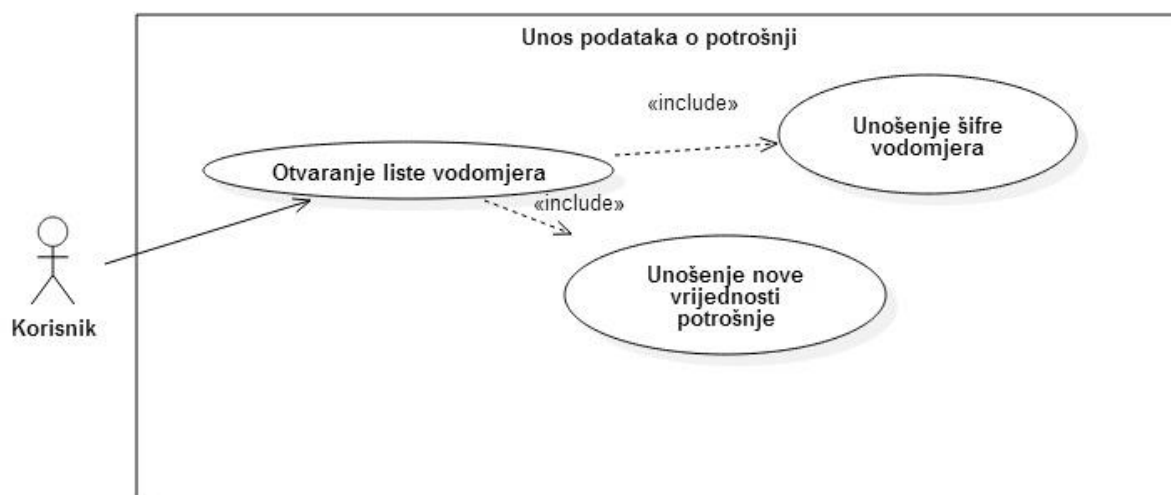 Unos podataka o potrošnji
«include»
Unošenje šifre
vodomjera
Otvaranje liste vodomjera
«include»
Unošenje nove
vrijednosti
potrošnje
Korisnik